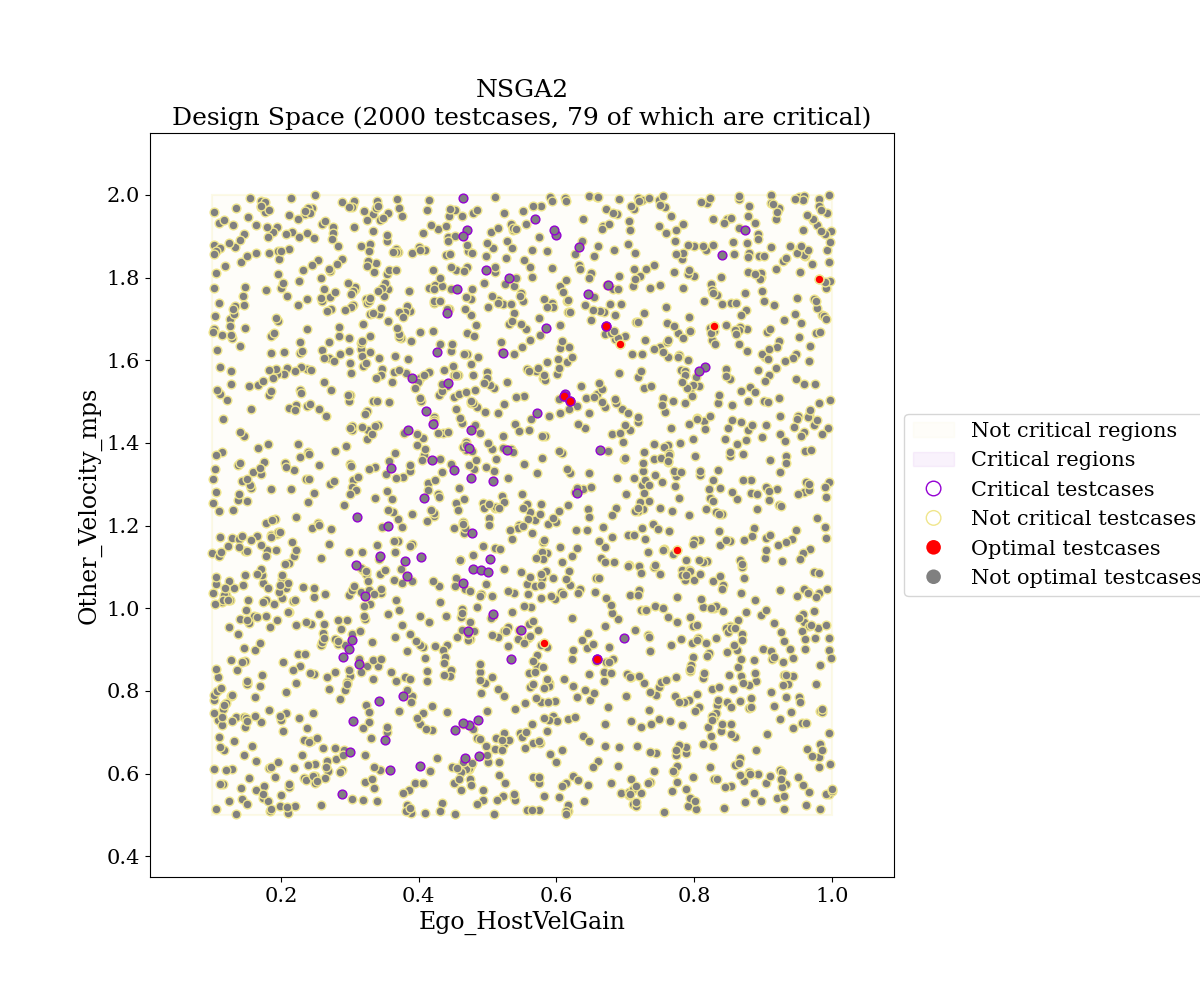 NSGA2
Design Space (2000 testcases, 79 of which are critical)
Other_Velocity_mps
2.0
1.8
1.6
1.4
1.2
1.0
0.8
0.6
0.4
0.2
0.4
0.6
0.8
1.0
Ego_HostVelGain
Not critical regions
Critical regions
Critical testcases
Not critical testcases
Optimal testcases
Not optimal testcases